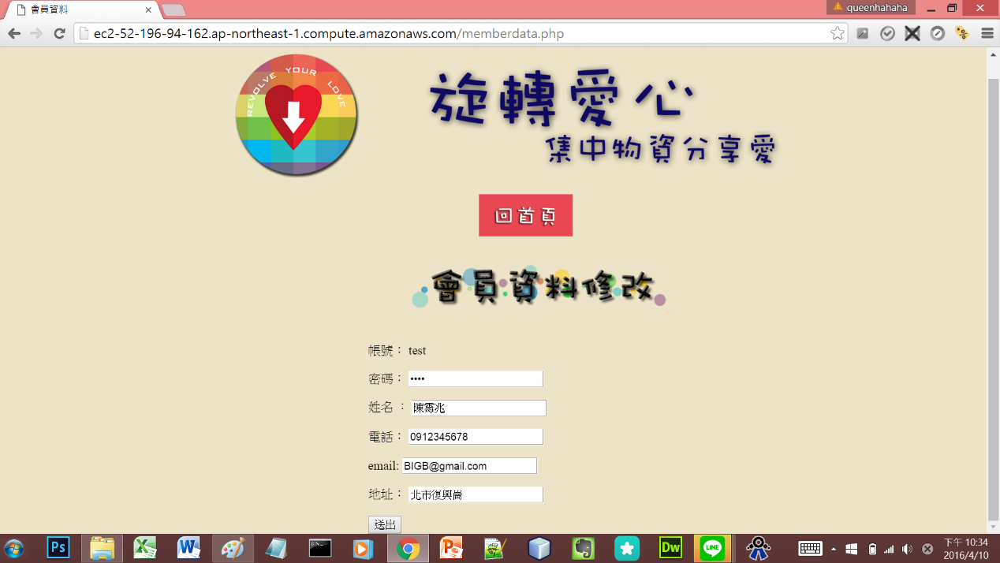 會員資料
queenhahaha
ec2-52-196-94-162.ap-northeast-1.compute.amazonaws.com/memberdata.php
REVOLVE YOUR LOVE
旋轉愛心
集中物資分享愛
回首頁
會員資料修改
帳號： test
密碼： ••••
姓名 ： 陳霌兆
電話： 0912345678
email: BIGB@gmail.com
地址： 北市復興崗
送出
Ps
Dw
LINE
下午 10:34
2016/4/10